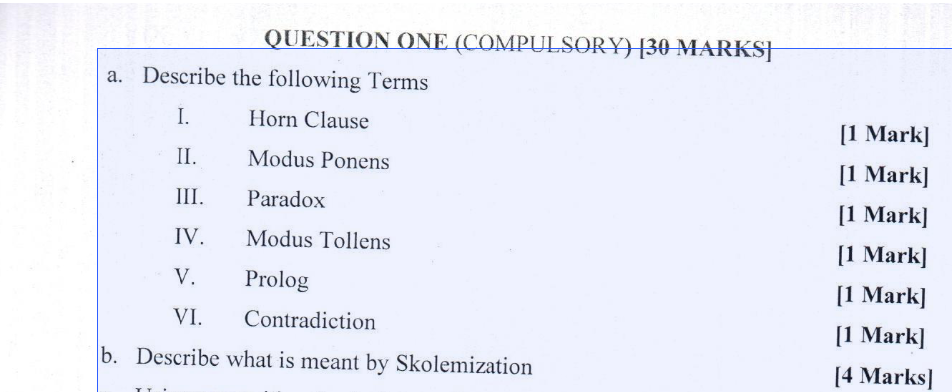 QUESTION ONE (COMPULSORY) [30 MARKS]
a. Describe the following Terms
I. Horn Clause [1 Mark]
II. Modus Ponens [1 Mark]
III. Paradox [1 Mark]
IV. Modus Tollens [1 Mark]
V. Prolog [1 Mark]
VI. Contradiction [1 Mark]
b. Describe what is meant by Skolemization [4 Marks]